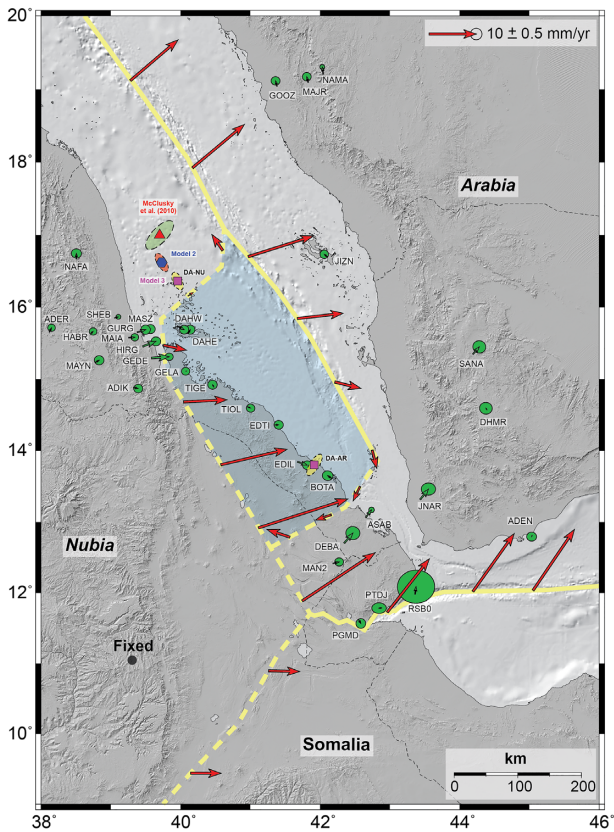 20°
10 ± 0.5 mm/yr
NAMA
GOOZ
MAJR
18°
Arabia
McClusky
et al. (2010)
NAFA
Model 2
JIZN
DA-NU
Model 3
16°
ADER
SHEB
MASZ
DAHW
GURG
HABR
MAIA
DAHE
HIRG
SANA
MAYN
GEDE
GELA
ADIK
TIGE
TIOL
DHMR
EDTI
14°
EDIL
DA-AR
BOTA
JNAR
ASAB
ADEN
Nubia
DEBA
MAN2
12°
PTDJ
RSB0
PGMD
Fixed
Somalia
10°
km
0 100 200
38 40 42 44 46